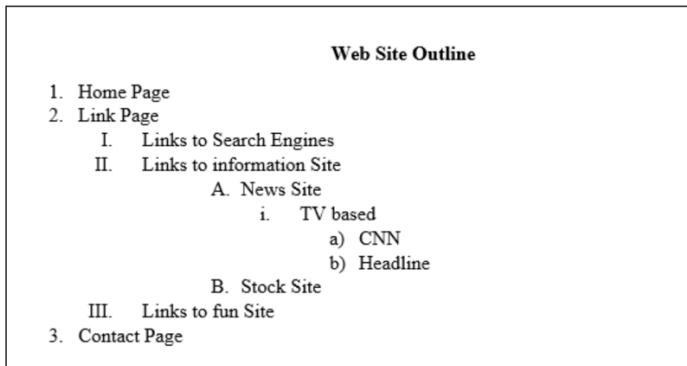 Web Site Outline
1. Home Page
2. Link Page
I. Links to Search Engines
II. Links to information Site
A. News Site
i. TV based
a) CNN
b) Headline
B. Stock Site
III. Links to fun Site
3. Contact Page